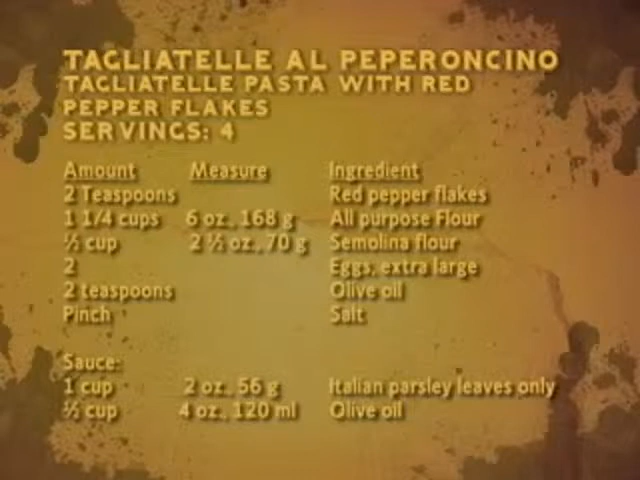 TAGLIATELLE AL PEPERONCINO
TAGLIATELLE PASTA WITH RED
PEPPER FLAKES
SERVINGS: 4
Amount Measure Ingredient
2 Teaspoons Red pepper flakes
1 1/4 cups 6 oz., 168 g All purpose Flour
½ cup 2 ½ oz., 70 g Semolina flour
2 Eggs, extra large
2 teaspoons Olive oil
Pinch Salt
Sauce:
1 cup 2 oz., 56 g Italian parsley leaves only
½ cup 4 oz., 120 ml Olive oil